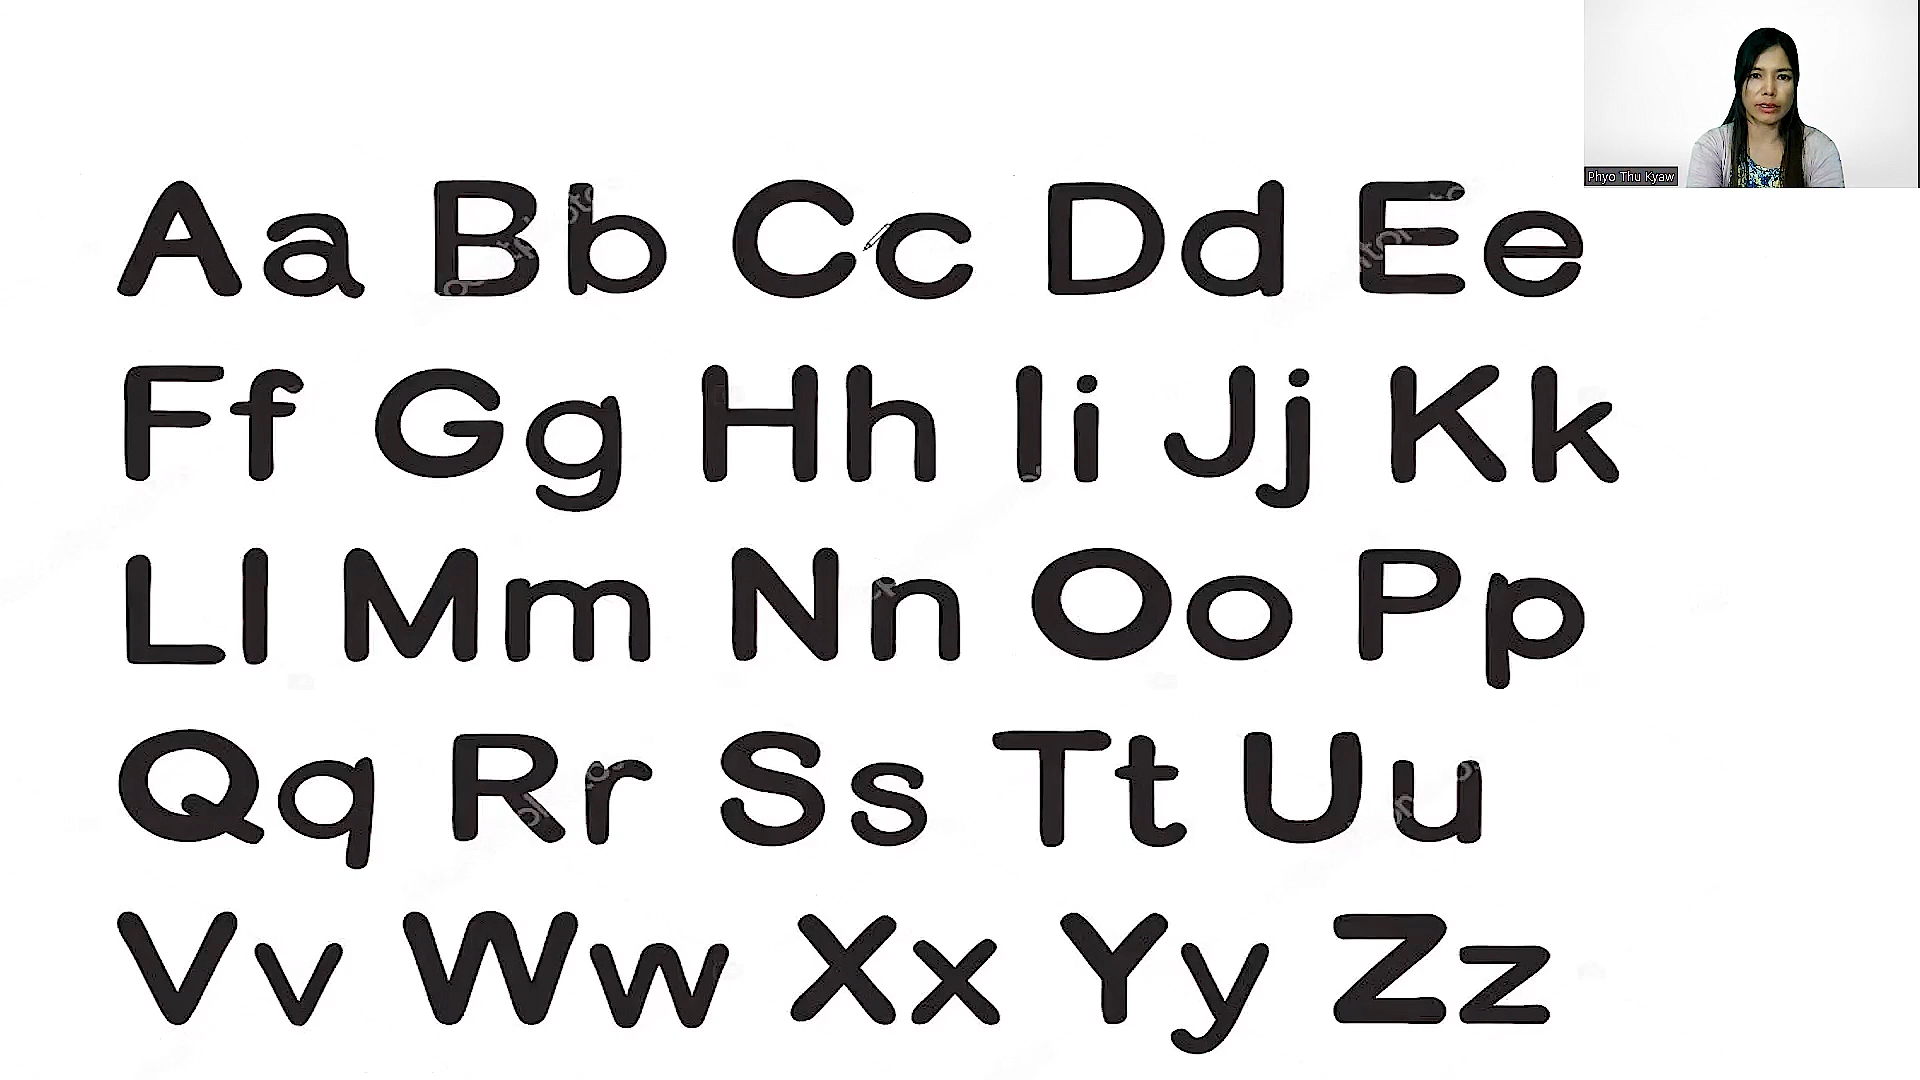 Phyo Thu Kyaw
Aa Bb Cc Dd Ee
Ff Gg Hh Ii Jj Kk
Ll Mm Nn Oo Pp
Qq Rr Ss Tt Uu
Vv Ww Xx Yy Zz